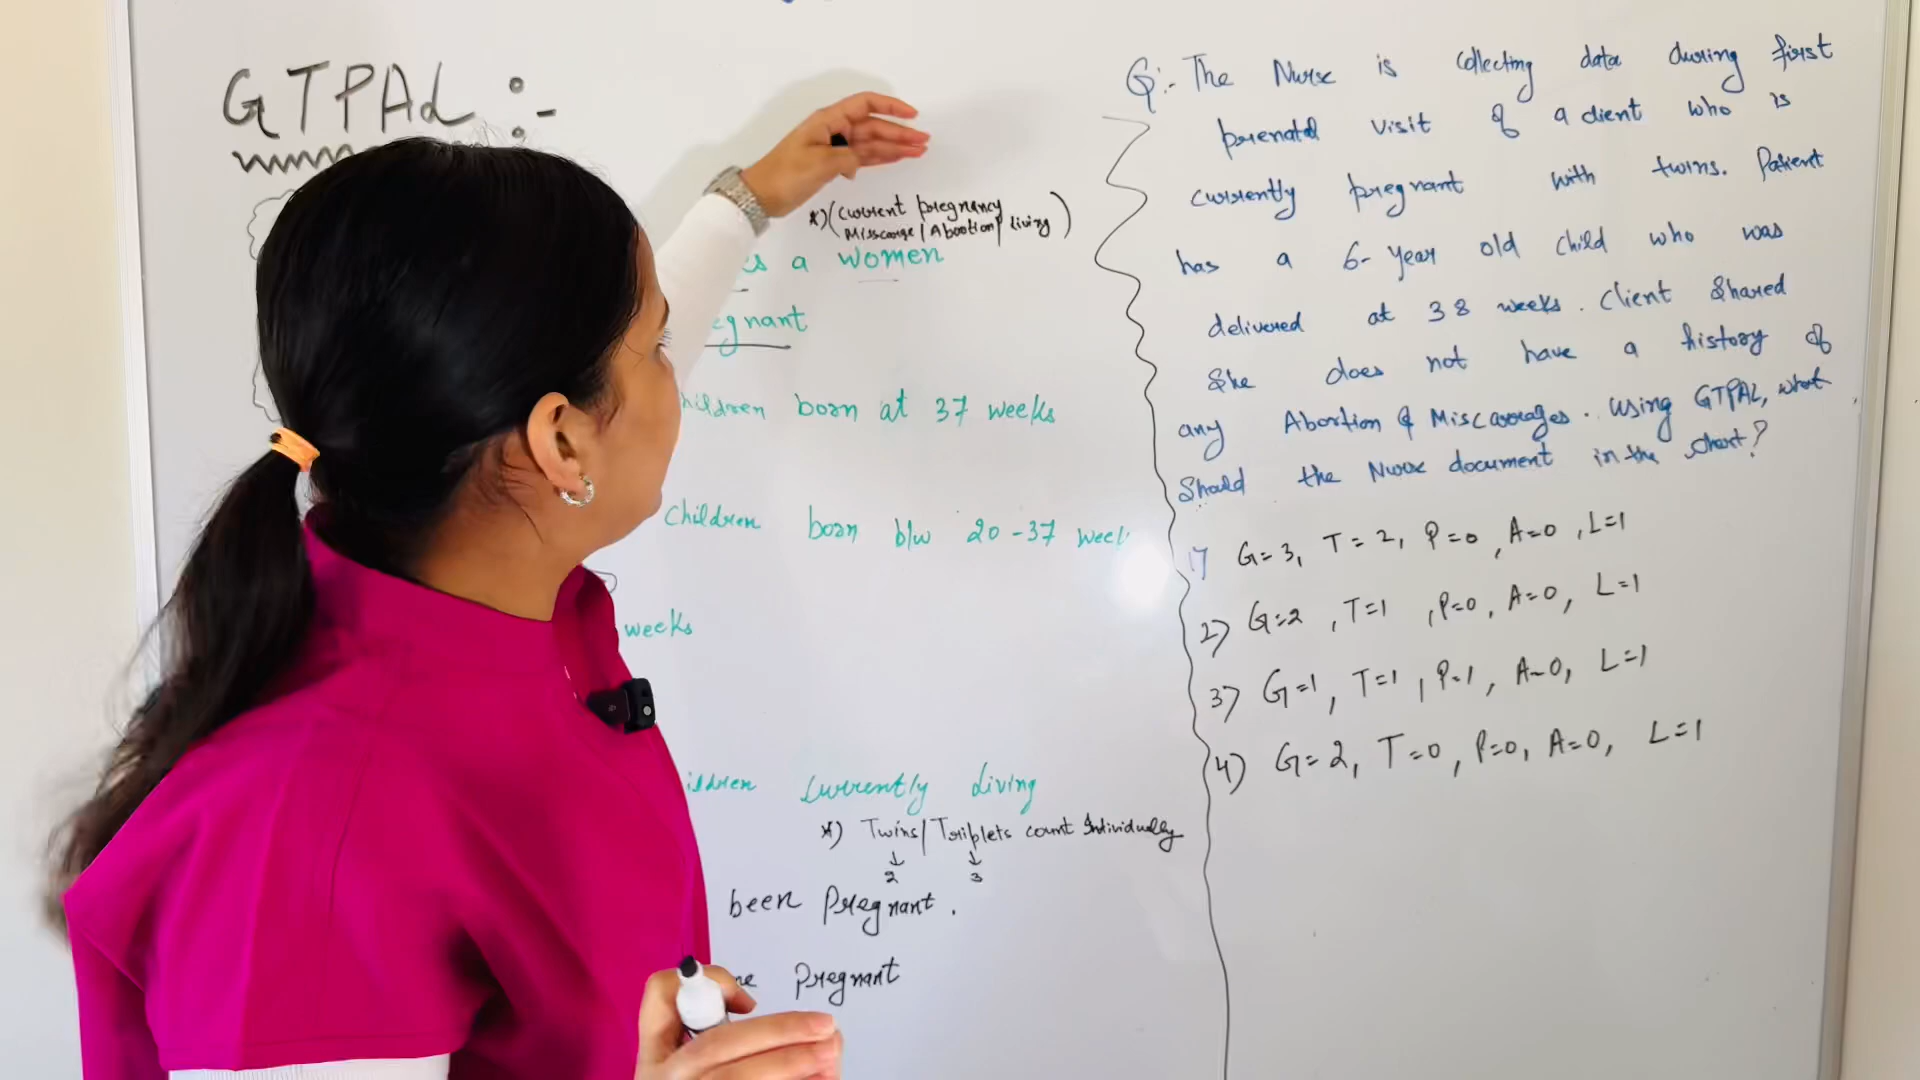 GTPAL :-
*) (current pregnancy
Misscarage / Abortion / living)
a women
egnant
hildren born at 37 weeks
Children born b/w 20-37 week
weeks
ildren currently living
*) Twins / Triplets count Individually
↓ ↓
2 3
been Pregnant.
me Pregnant
Q:- The Nurse is collecting data during first
prenatal visit of a client who is
currently pregnant with twins. Patient
has a 6-year old child who was
delivered at 38 weeks. Client shared
she does not have a history of
any Abortion & Miscarrages. Using GTPAL, what
should the Nurse document in the chart?
1) G=3, T=2, P=0, A=0, L=1
2) G=2, T=1, P=0, A=0, L=1
3) G=1, T=1, P=1, A=0, L=1
4) G=2, T=0, P=0, A=0, L=1